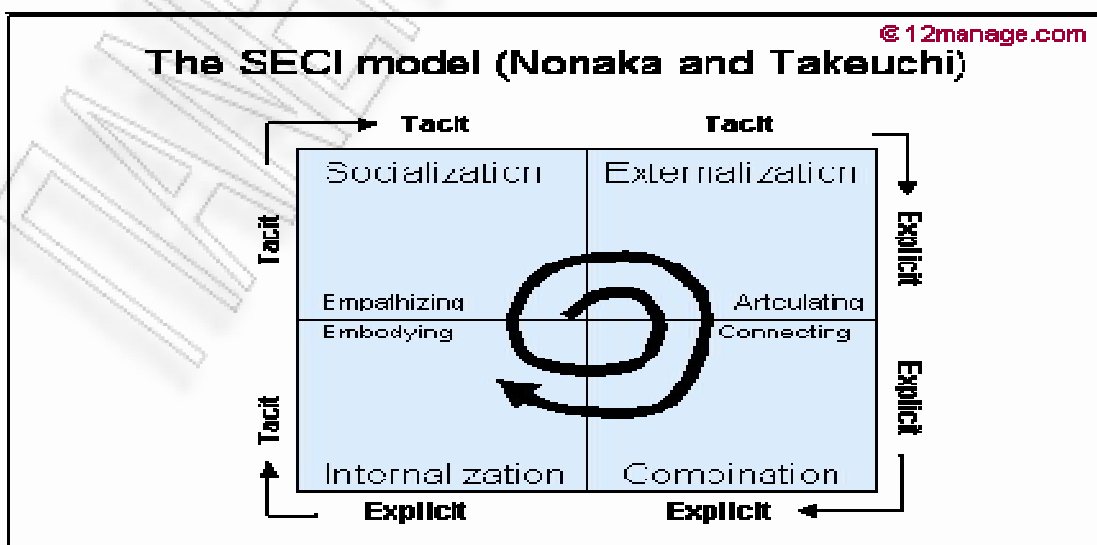 ©12manage.com
The SECI model (Nonaka and Takeuchi)
Tacit Tacit
Socialization Externalization
Tacit Explicit
Empathizing Articulating
Embodying Connecting
Tacit Explicit
Internalization Combination
Explicit Explicit